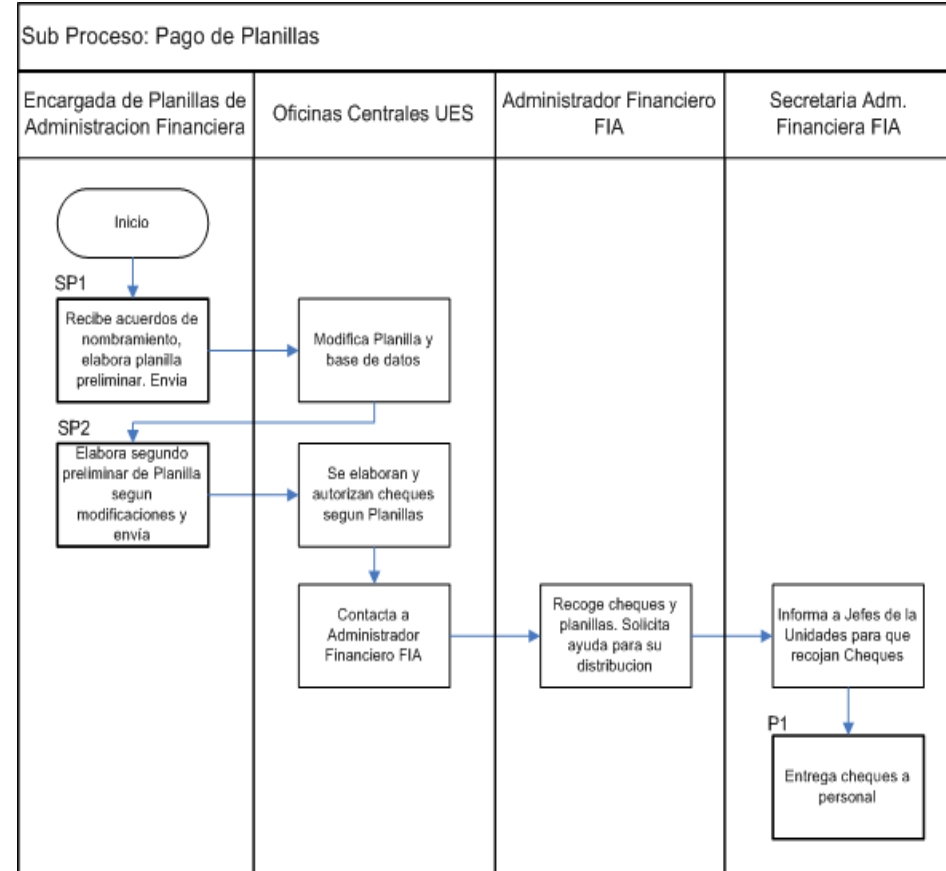 Sub Proceso: Pago de Planillas
Encargada de Planillas de
Administracion Financiera
Oficinas Centrales UES
Administrador Financiero
FIA
Secretaria Adm.
Financiera FIA
Inicio
SP1
Recibe acuerdos de
nombramiento,
elabora planilla
preliminar. Envia
Modifica Planilla y
base de datos
SP2
Elabora segundo
preliminar de Planilla
segun
modificaciones y
envía
Se elaboran y
autorizan cheques
segun Planillas
Contacta a
Administrador
Financiero FIA
Recoge cheques y
planillas. Solicita
ayuda para su
distribucion
Informa a Jefes de la
Unidades para que
recojan Cheques
P1
Entrega cheques a
personal